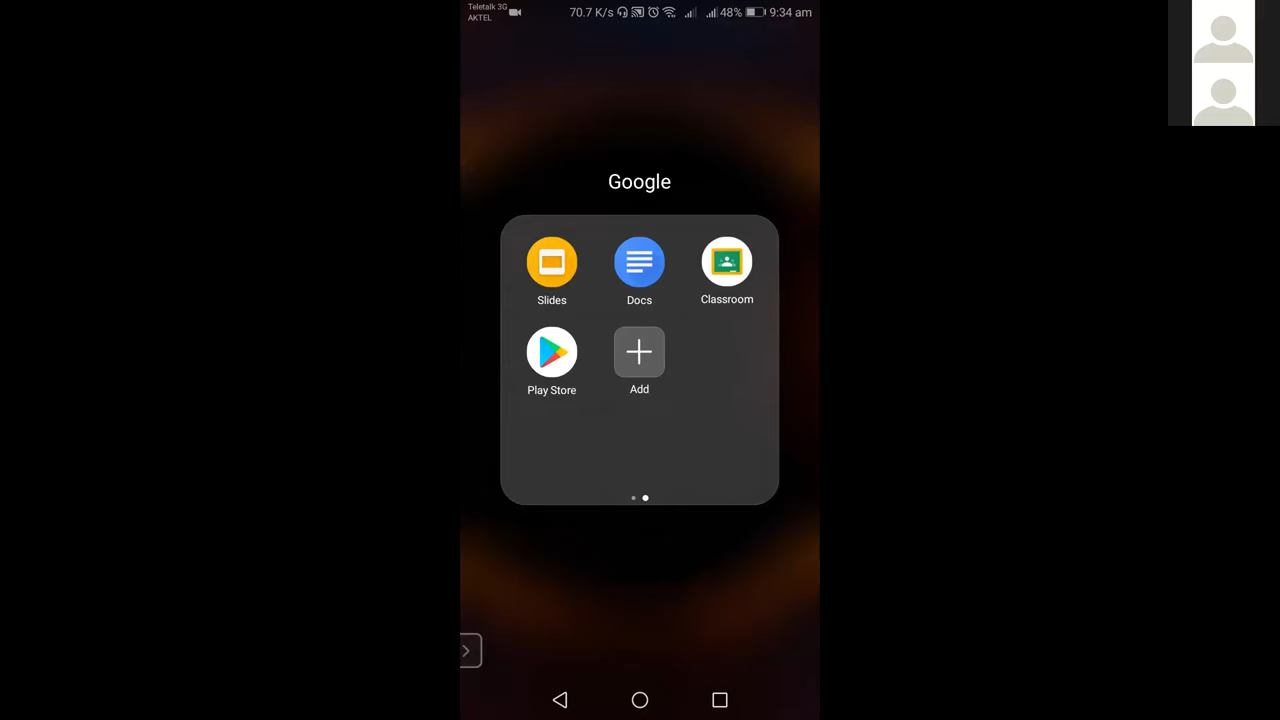 Teletalk 3G
AKTEL
70.7 K/s 48% 9:34 am
Google
Slides
Docs
Classroom
Play Store
Add